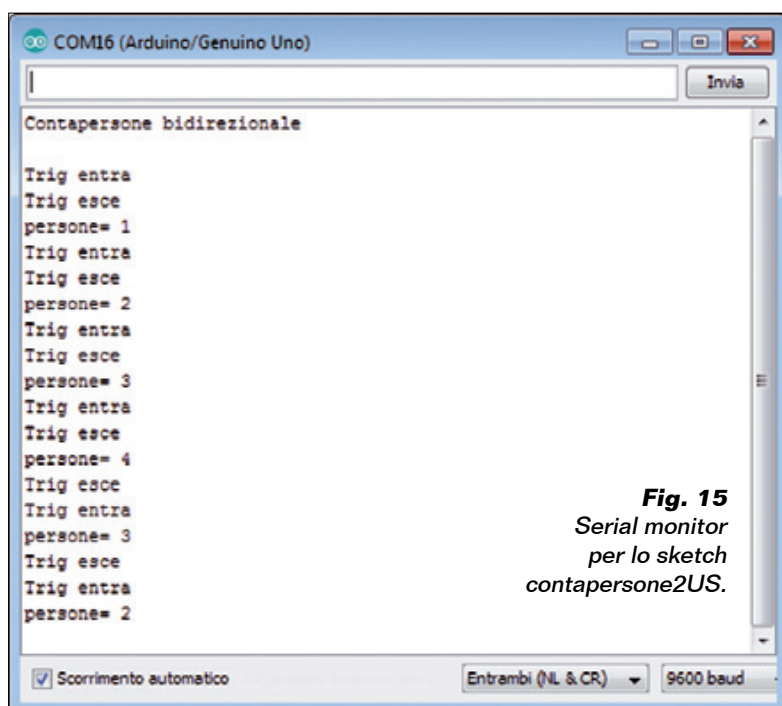 COM16 (Arduino/Genuino Uno)
Invia
Contapersone bidirezionale
Trig entra
Trig esce
persone= 1
Trig entra
Trig esce
persone= 2
Trig entra
Trig esce
persone= 3
Trig entra
Trig esce
persone= 4
Trig esce
Trig entra
persone= 3
Trig esce
Trig entra
persone= 2
Fig. 15
Serial monitor
per lo sketch
contapersone2US.
Scorrimento automatico
Entrambi (NL & CR)
9600 baud